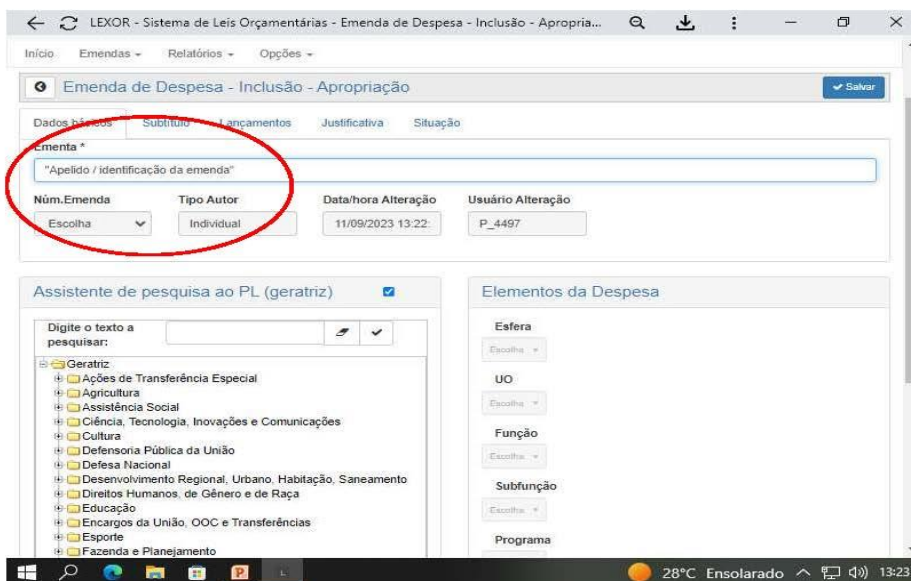 LEXOR - Sistema de Leis Orçamentárias - Emenda de Despesa - Inclusão - Apropria...
Início Emendas Relatórios Opções
Emenda de Despesa - Inclusão - Apropriação Salvar
Dados básicos Subtítulo Lançamentos Justificativa Situação
Ementa *
"Apelido / identificação da emenda"
Núm.Emenda Tipo Autor Data/hora Alteração Usuário Alteração
Escolha Individual 11/09/2023 13:22: P_4497
Assistente de pesquisa ao PL (geratriz) Elementos da Despesa
Digite o texto a
pesquisar:
Geratriz
Ações de Transferência Especial
Agricultura
Assistência Social
Ciência, Tecnologia, Inovações e Comunicações
Cultura
Defensoria Pública da União
Defesa Nacional
Desenvolvimento Regional, Urbano, Habitação, Saneamento
Direitos Humanos, de Gênero e de Raça
Educação
Encargos da União, OOC e Transferências
Esporte
Fazenda e Planejamento
Esfera
Escolha
UO
Escolha
Função
Escolha
Subfunção
Escolha
Programa
28°C Ensolarado 13:23